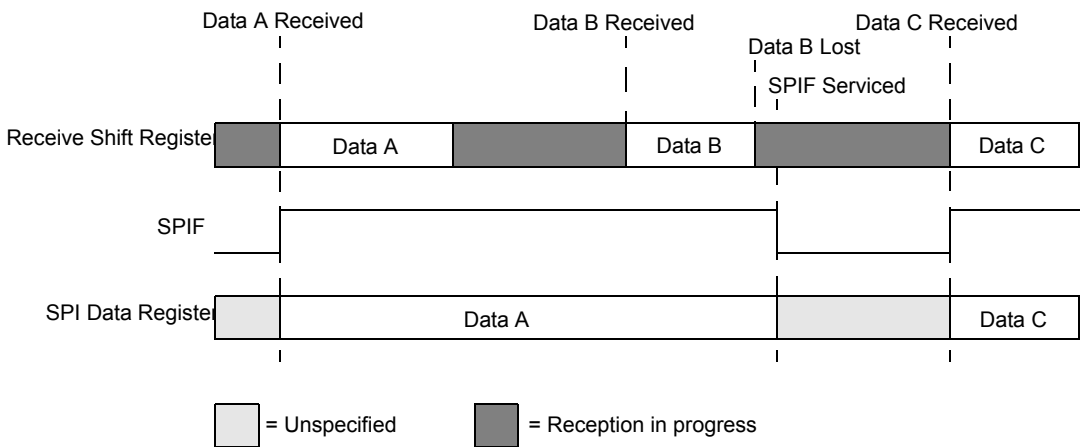 Data A Received
Data B Received
Data C Received
Data B Lost
SPIF Serviced
Receive Shift Register
Data A
Data B
Data C
SPIF
SPI Data Register
Data A
Data C
= Unspecified
= Reception in progress